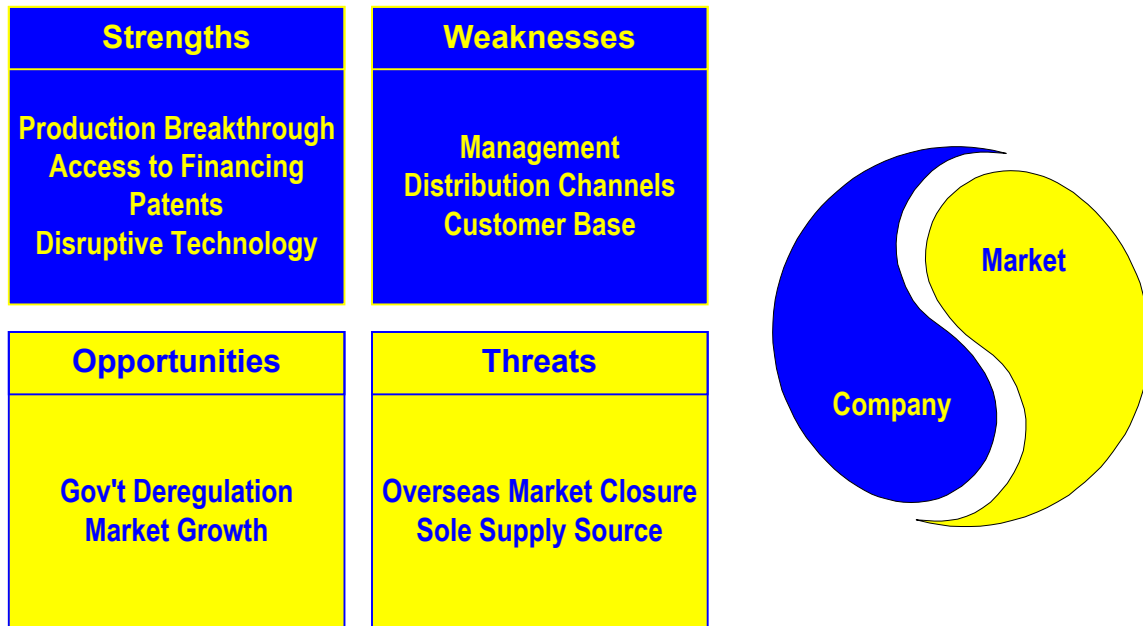 Strengths
Production Breakthrough
Access to Financing
Patents
Disruptive Technology
Weaknesses
Management
Distribution Channels
Customer Base
Opportunities
Gov't Deregulation
Market Growth
Threats
Overseas Market Closure
Sole Supply Source
Market
Company